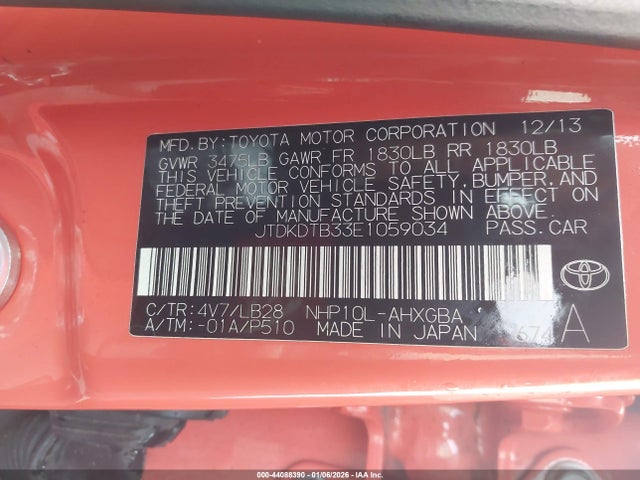 MFD. BY: TOYOTA MOTOR CORPORATION 12/13
GVWR 3475LB GAWR FR 1830LB RR 1830LB
THIS VEHICLE CONFORMS TO ALL APPLICABLE
FEDERAL MOTOR VEHICLE SAFETY, BUMPER, AND
THEFT PREVENTION STANDARDS IN EFFECT ON
THE DATE OF MANUFACTURE SHOWN ABOVE.
JTDKDTB33E1059034 PASS. CAR
C/TR: 4V7/LB28 NHP10L-AHXGBA
A/TM: -01A/P510 MADE IN JAPAN A
TOYOTA
000-44088390 - 01/06/2026 - IAA Inc.